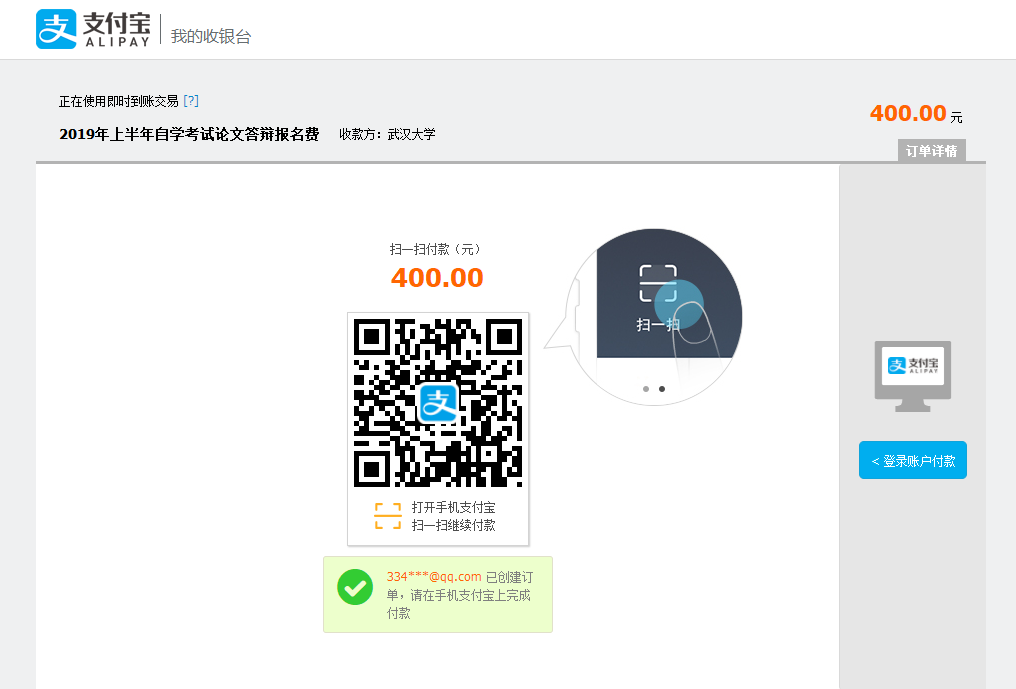 支付宝
ALIPAY
我的收银台
正在使用即时到账交易 [?]
2019年上半年自学考试论文答辩报名费 收款方：武汉大学
400.00 元
订单详情
扫一扫付款（元）
400.00
扫一扫
支付宝
ALIPAY
< 登录账户付款
打开手机支付宝
扫一扫继续付款
334***@qq.com 已创建订
单，请在手机支付宝上完成
付款